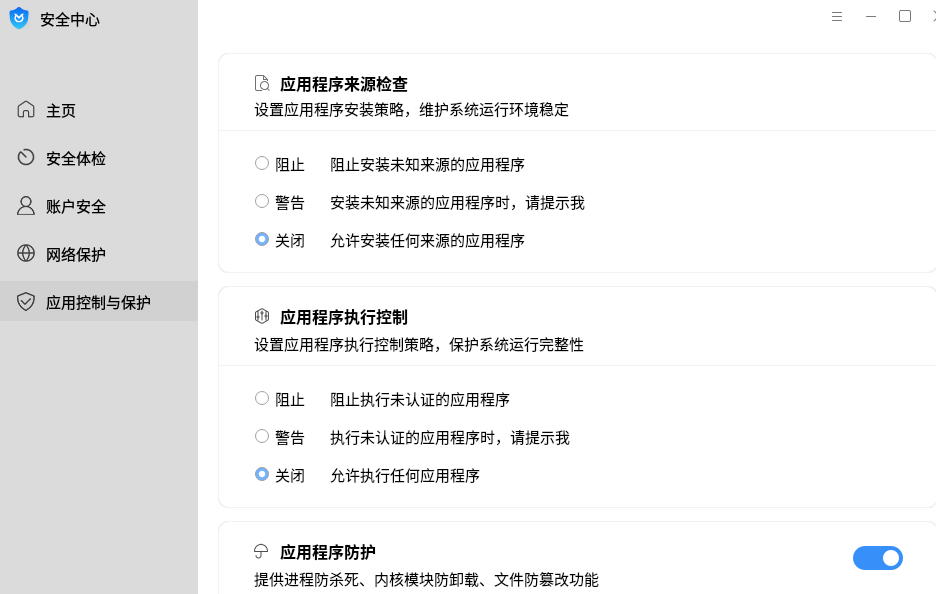 安全中心
主页
安全体检
账户安全
网络保护
应用控制与保护
应用程序来源检查
设置应用程序安装策略，维护系统运行环境稳定
阻止 阻止安装未知来源的应用程序
警告 安装未知来源的应用程序时，请提示我
关闭 允许安装任何来源的应用程序
应用程序执行控制
设置应用程序执行控制策略，保护系统运行完整性
阻止 阻止执行未认证的应用程序
警告 执行未认证的应用程序时，请提示我
关闭 允许执行任何应用程序
应用程序防护
提供进程防杀死、内核模块防卸载、文件防篡改功能